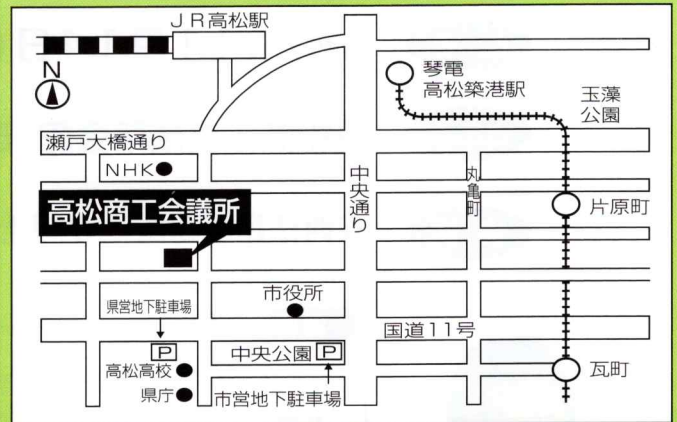 JR高松駅
N
琴電
高松築港駅
玉藻
公園
瀬戸大橋通り
NHK
中央通り
丸亀町
高松商工会議所
片原町
県営地下駐車場
市役所
国道11号
P
中央公園
P
高松高校
瓦町
県庁
市営地下駐車場